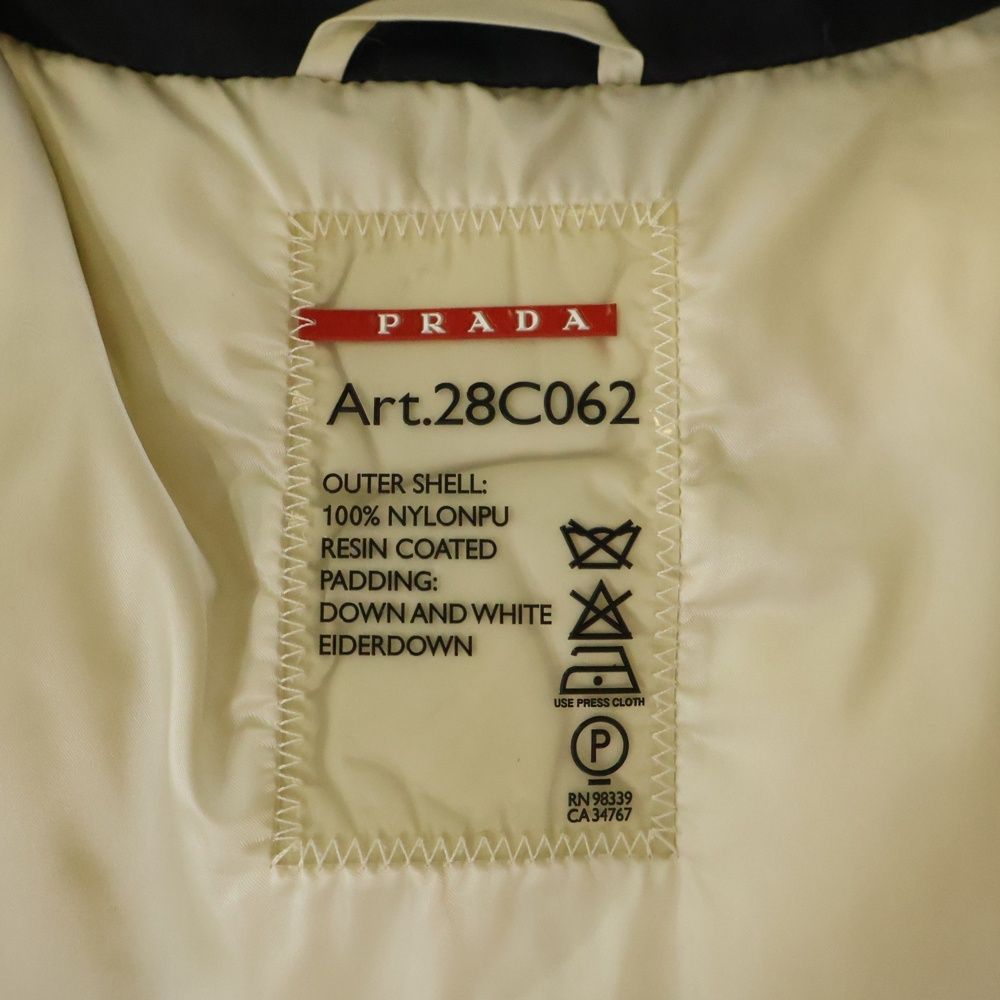 PRADA
Art.28C062
OUTER SHELL:
100% NYLONPU
RESIN COATED
PADDING:
DOWN AND WHITE
EIDERDOWN
USE PRESS CLOTH
P
RN 98339
CA 34767